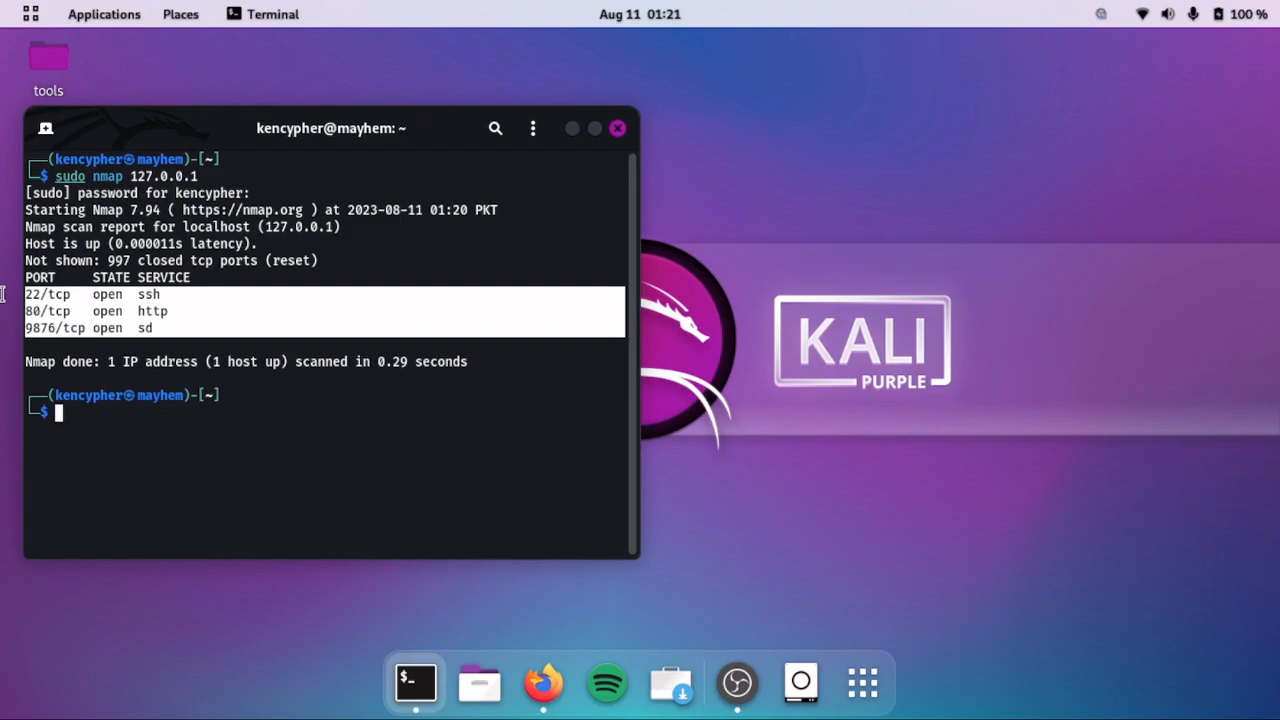 Applications Places Terminal Aug 11 01:21 100 %
tools
kencypher@mayhem: ~
┌──(kencypher㉿mayhem)-[~]
└─$ sudo nmap 127.0.0.1
[sudo] password for kencypher:
Starting Nmap 7.94 ( https://nmap.org ) at 2023-08-11 01:20 PKT
Nmap scan report for localhost (127.0.0.1)
Host is up (0.000011s latency).
Not shown: 997 closed tcp ports (reset)
PORT     STATE SERVICE
22/tcp   open  ssh
80/tcp   open  http
9876/tcp open  sd
Nmap done: 1 IP address (1 host up) scanned in 0.29 seconds
┌──(kencypher㉿mayhem)-[~]
└─$
KALI
PURPLE
$-